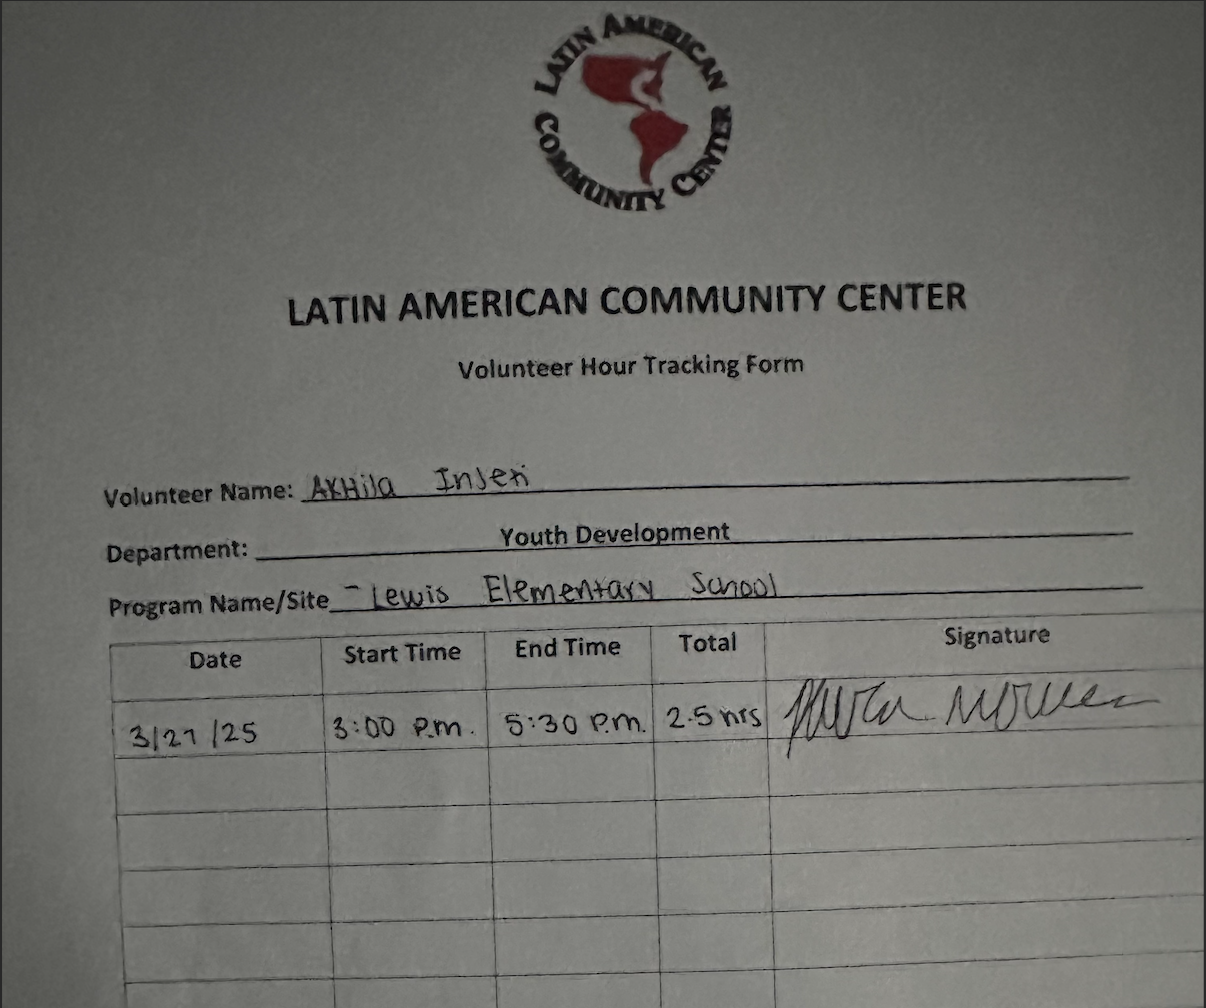 LATIN AMERICAN
COMMUNITY CENTER
LATIN AMERICAN COMMUNITY CENTER
Volunteer Hour Tracking Form
Volunteer Name: AKHila Injeri
Department: Youth Development
Program Name/Site - Lewis Elementary School
Date Start Time End Time Total Signature
3/27/25 3:00 P.m. 5:30 P.m. 2.5 hrs